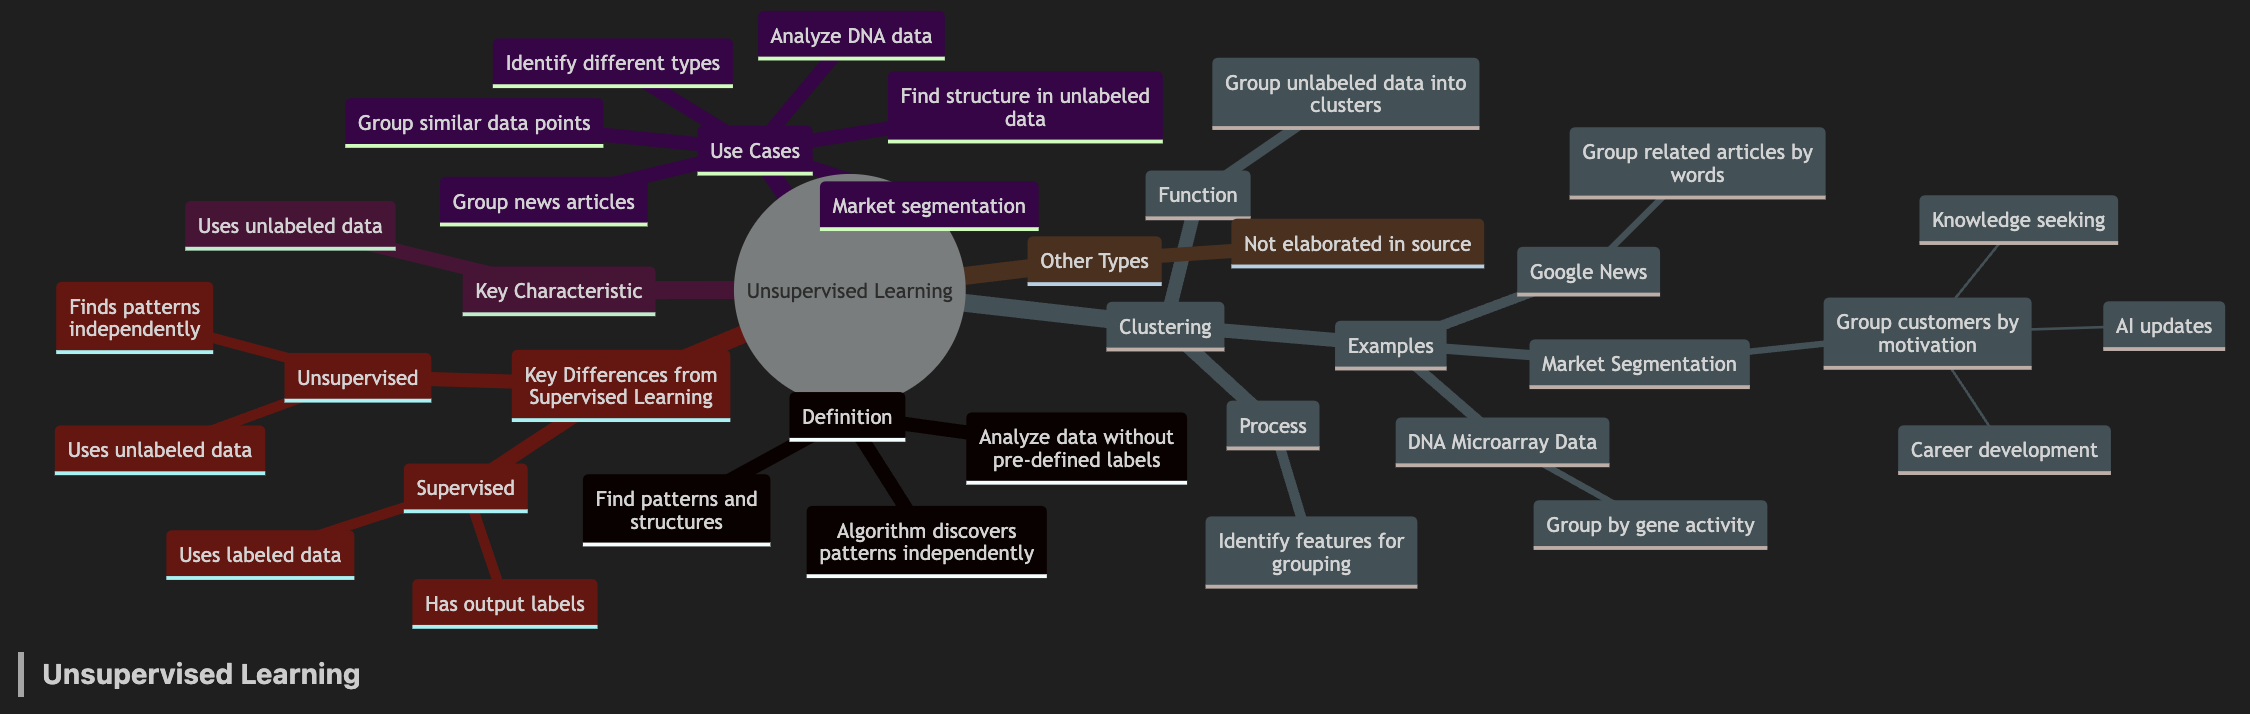 Analyze DNA data
Identify different types
Find structure in unlabeled
data
Group similar data points
Use Cases
Group news articles
Market segmentation
Uses unlabeled data
Key Characteristic
Unsupervised Learning
Finds patterns
independently
Unsupervised
Uses unlabeled data
Key Differences from
Supervised Learning
Supervised
Uses labeled data
Has output labels
Definition
Analyze data without
pre-defined labels
Find patterns and
structures
Algorithm discovers
patterns independently
Other Types
Not elaborated in source
Clustering
Function
Group unlabeled data into
clusters
Process
Identify features for
grouping
Examples
Google News
Group related articles by
words
Market Segmentation
Group customers by
motivation
Knowledge seeking
AI updates
Career development
DNA Microarray Data
Group by gene activity
Unsupervised Learning